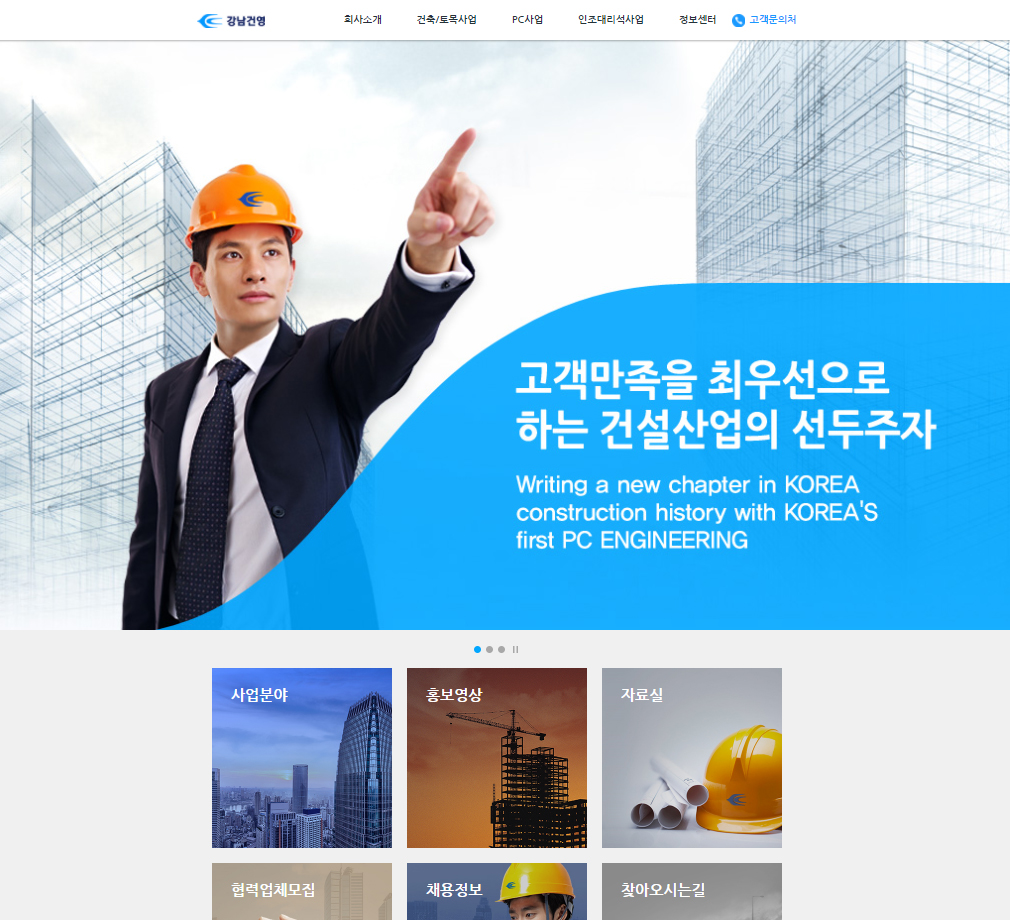 강남건영
회사소개
건축/토목사업
PC사업
인조대리석사업
정보센터
고객문의처
고객만족을 최우선으로
하는 건설산업의 선두주자
Writing a new chapter in KOREA
construction history with KOREA'S
first PC ENGINEERING
사업분야
홍보영상
자료실
협력업체모집
채용정보
찾아오시는길